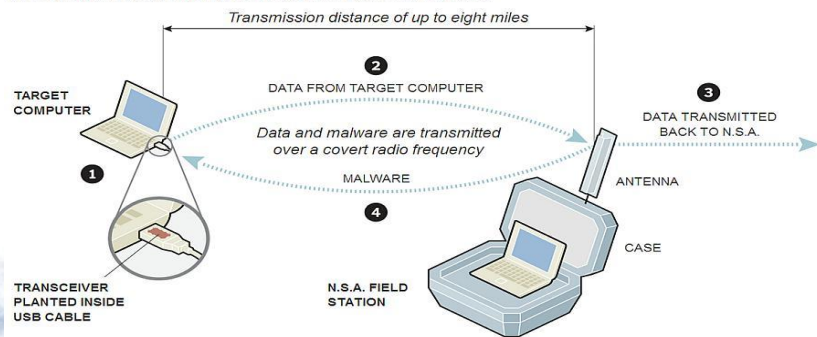 Transmission distance of up to eight miles
2
DATA FROM TARGET COMPUTER
3
DATA TRANSMITTED
BACK TO N.S.A.
TARGET
COMPUTER
Data and malware are transmitted
over a covert radio frequency
1
MALWARE
4
ANTENNA
CASE
TRANSCEIVER
PLANTED INSIDE
USB CABLE
N.S.A. FIELD
STATION